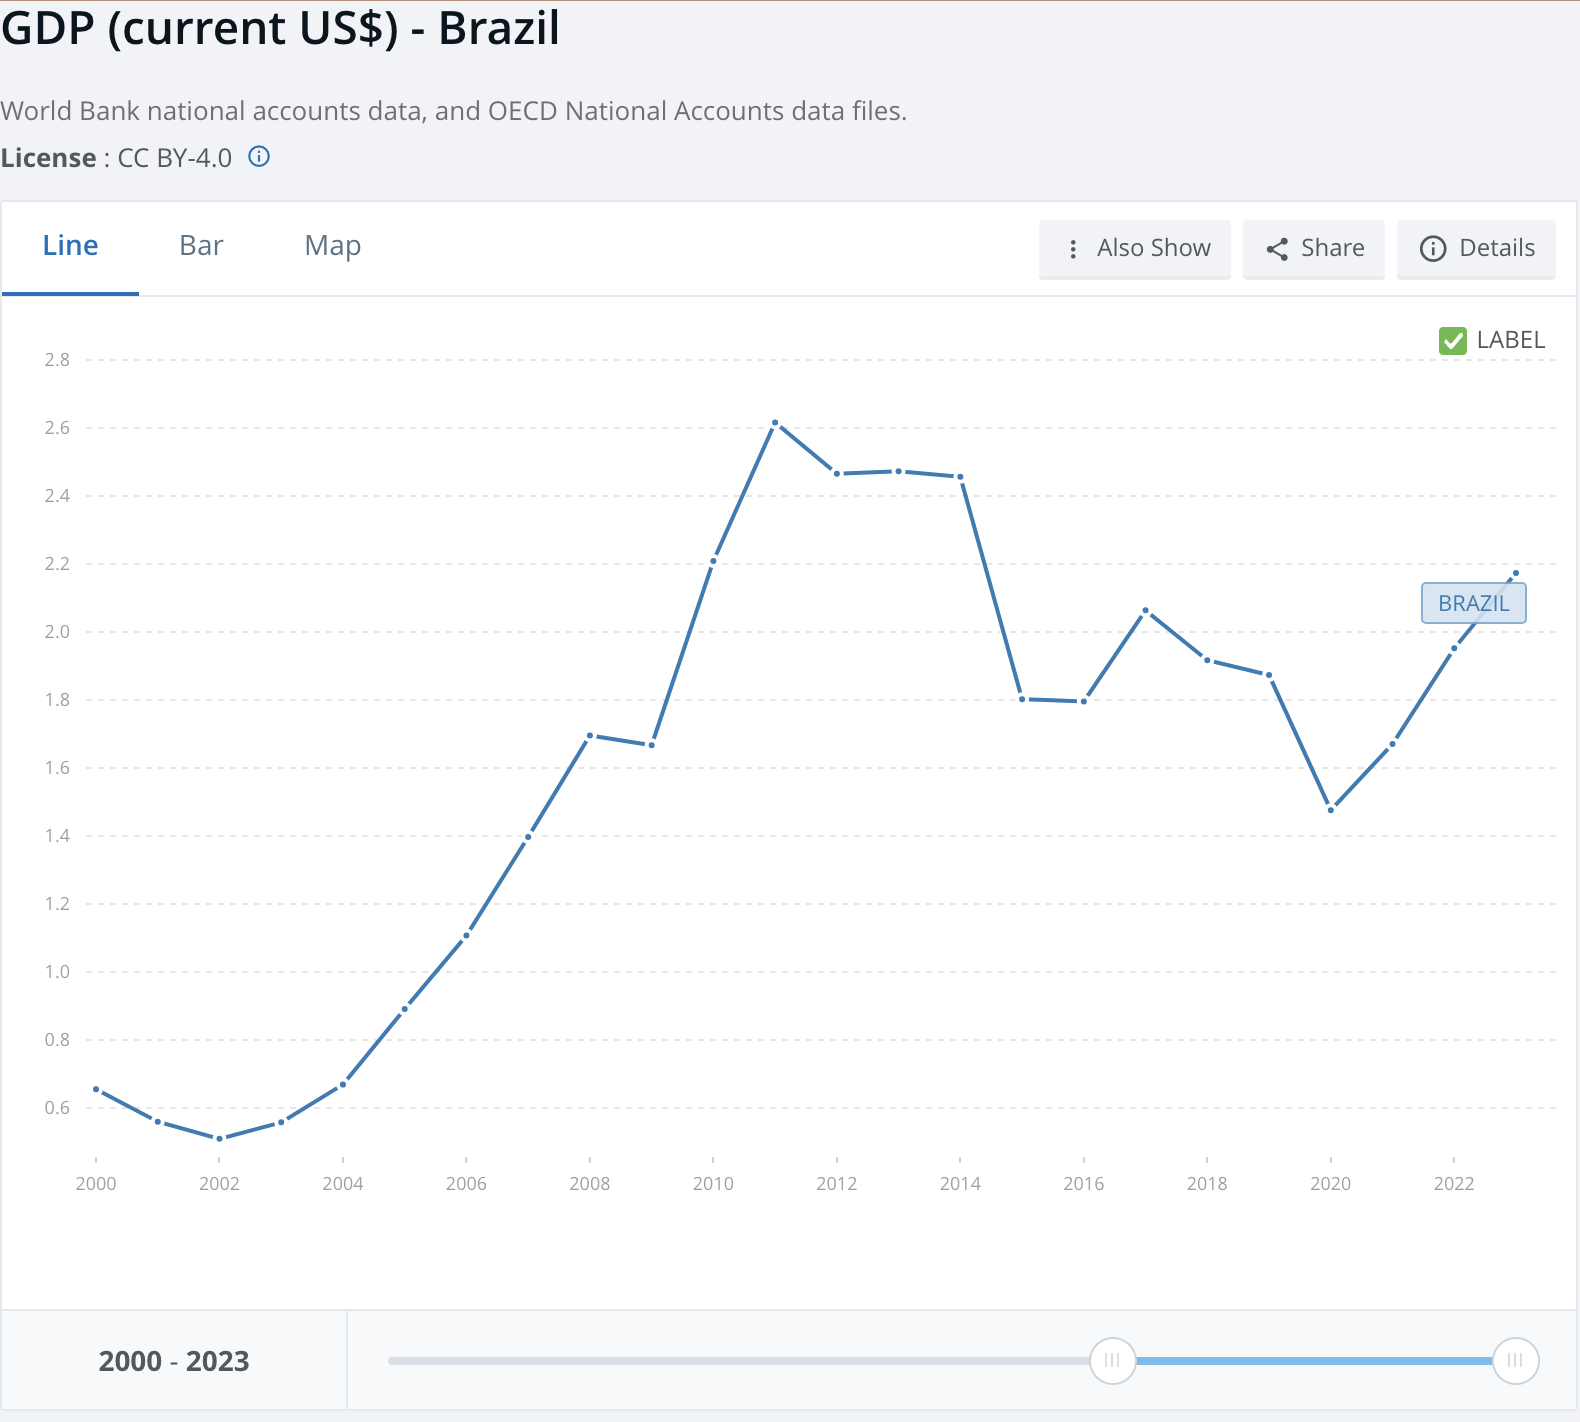 GDP (current US$) - Brazil
World Bank national accounts data, and OECD National Accounts data files.
License : CC BY-4.0
Line Bar Map Also Show Share Details
LABEL
2.8
2.6
2.4
2.2
BRAZIL
2.0
1.8
1.6
1.4
1.2
1.0
0.8
0.6
2000 2002 2004 2006 2008 2010 2012 2014 2016 2018 2020 2022
2000 - 2023